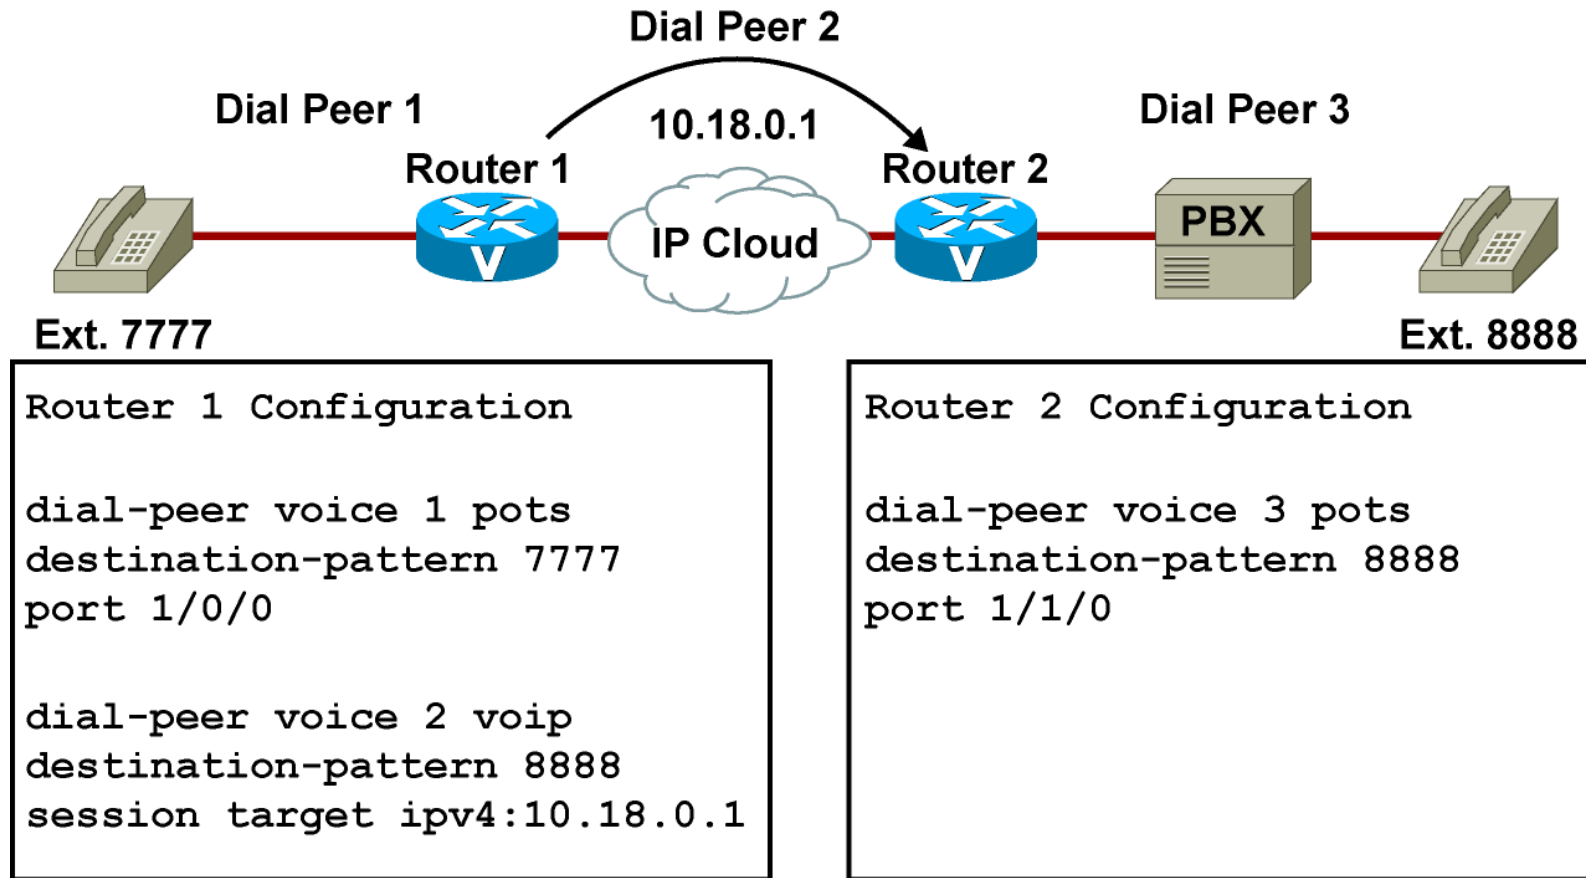 Dial Peer 2
Dial Peer 1
10.18.0.1
Dial Peer 3
Router 1
Router 2
V
IP Cloud
V
PBX
Ext. 7777
Ext. 8888
Router 1 Configuration
dial-peer voice 1 pots
destination-pattern 7777
port 1/0/0
dial-peer voice 2 voip
destination-pattern 8888
session target ipv4:10.18.0.1
Router 2 Configuration
dial-peer voice 3 pots
destination-pattern 8888
port 1/1/0